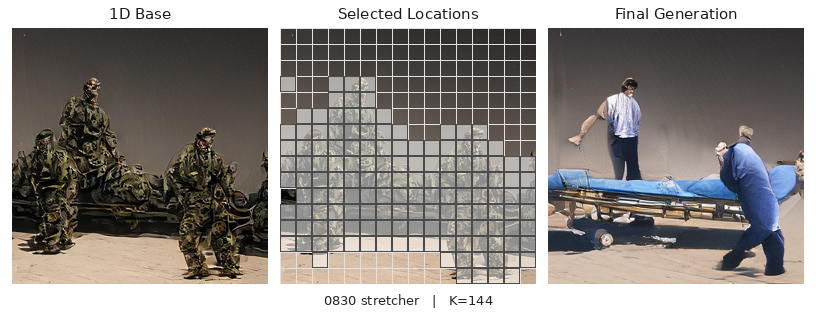 1D Base
Selected Locations
Final Generation
0830 stretcher | K=144